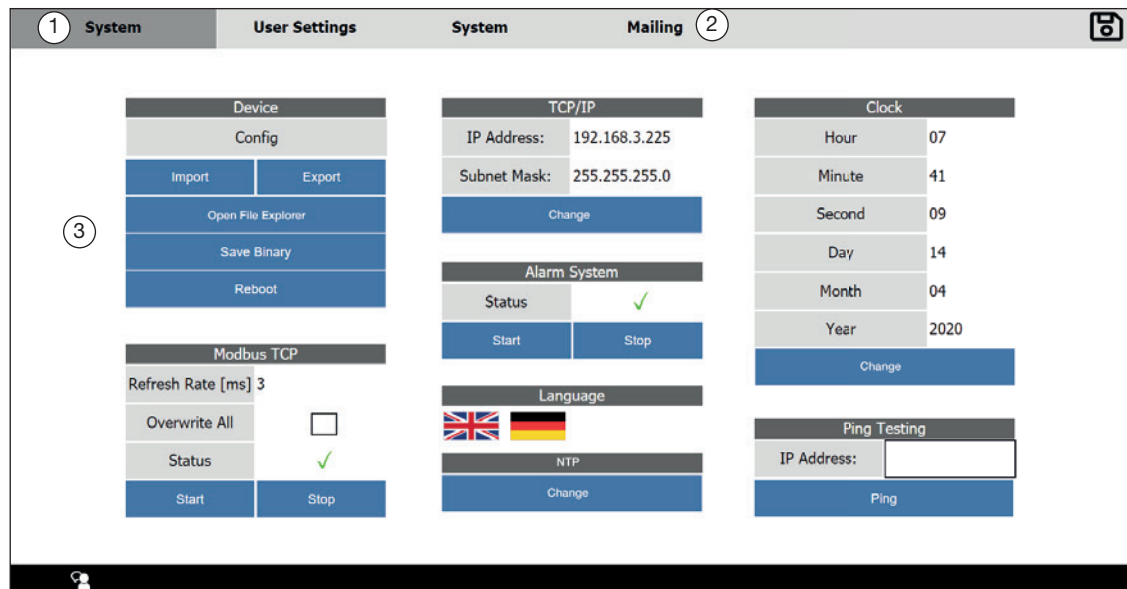 1 System User Settings System Mailing 2
Device
Config
Import Export
3
Open File Explorer
Save Binary
Reboot
Modbus TCP
Refresh Rate [ms] 3
Overwrite All
Status ✓
Start Stop
TCP/IP
IP Address: 192.168.3.225
Subnet Mask: 255.255.255.0
Change
Alarm System
Status ✓
Start Stop
Language
NTP
Change
Clock
Hour 07
Minute 41
Second 09
Day 14
Month 04
Year 2020
Change
Ping Testing
IP Address:
Ping